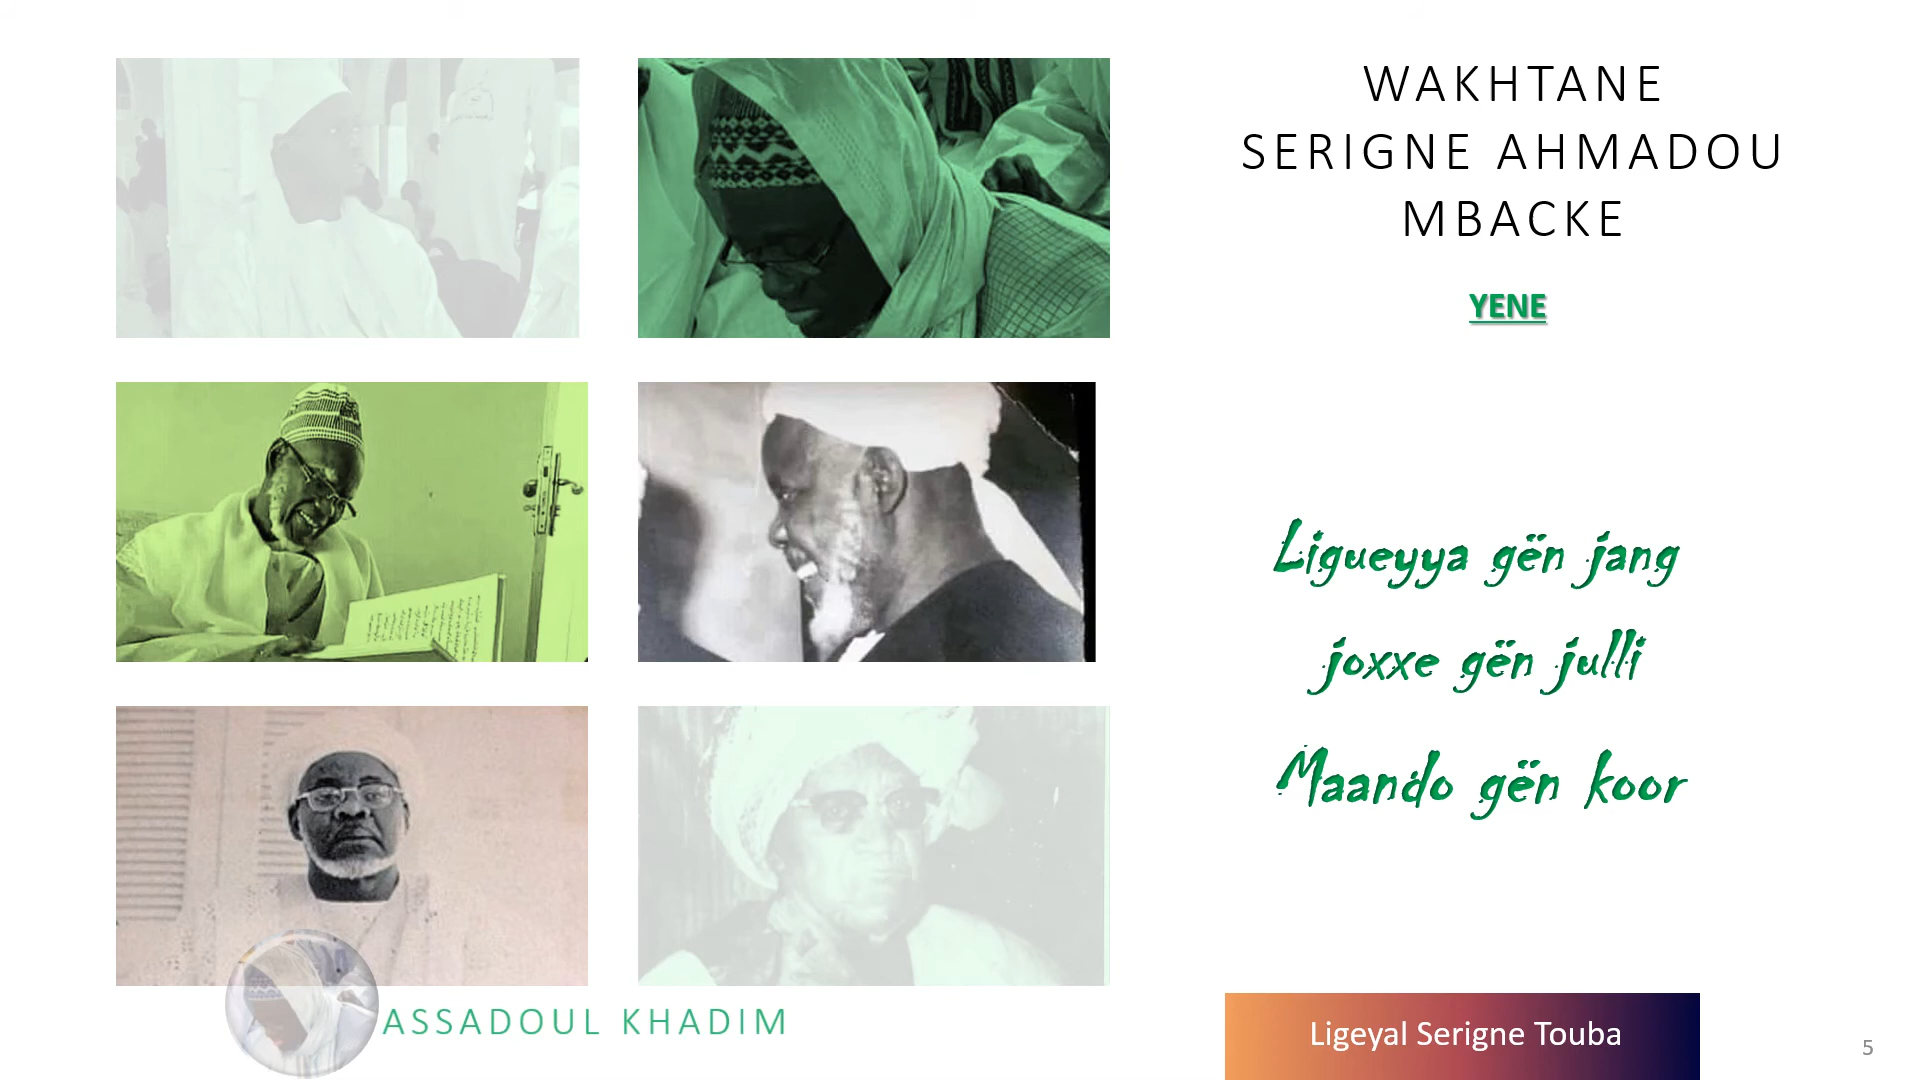 WAKHTANE
SERIGNE AHMADOU
MBACKE
YENE
Ligueyya gën jang
joxxe gën julli
Maando gën koor
ASSADOUL KHADIM
Ligeyal Serigne Touba
5